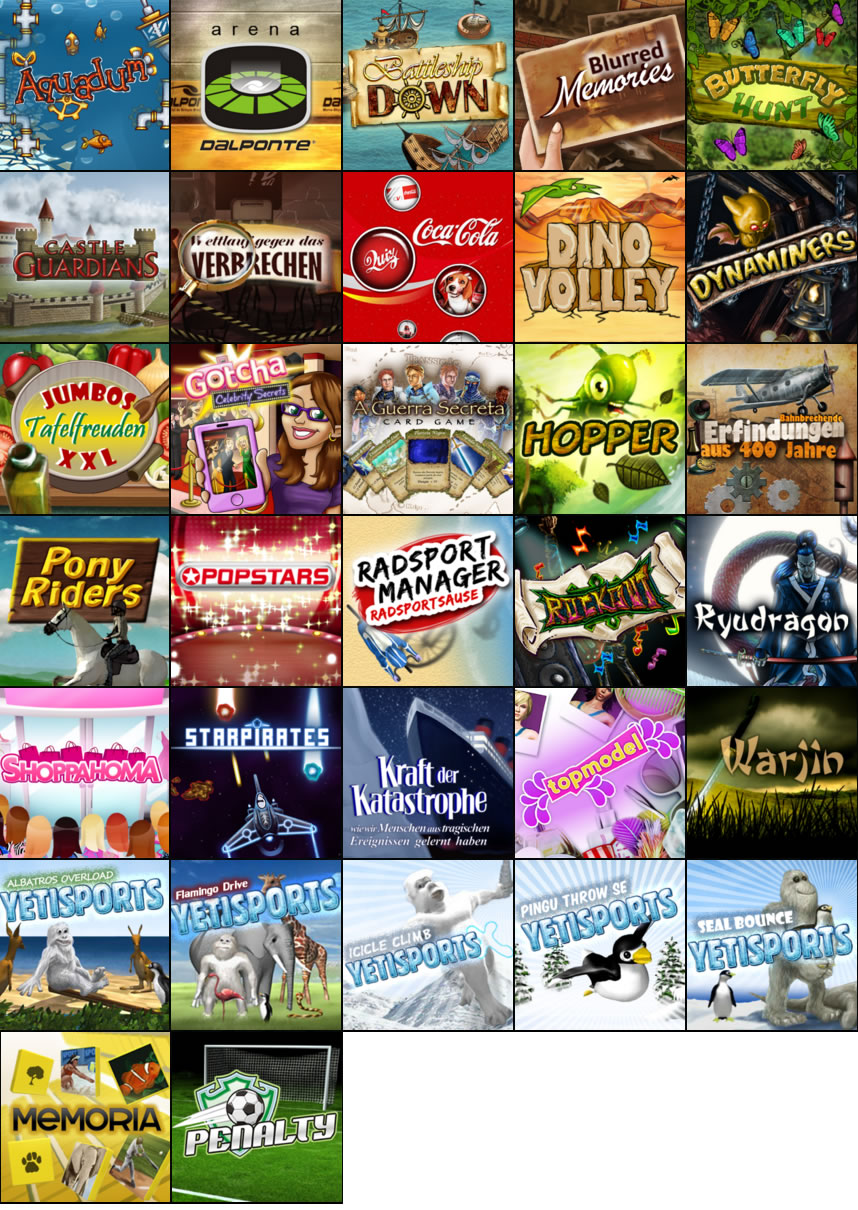 Aquadum
arena
DALPONTE
Battleship
DOWN
Blurred
Memories
BUTTERFLY
HUNT
CASTLE
GUARDIANS
Wettlauf gegen das
VERBRECHEN
Coca-Cola
Quizy
DINO
VOLLEY
DYNAMINERS
JUMBOS
Tafelfreuden
XXL
Gotcha
Celebrity Secrets
A Guerra Secreta
CARD GAME
HOPPER
Bahnbrechende
Erfindungen
aus 400 Jahre
Pony
Riders
POPSTARS
RADSPORT
MANAGER
RADSPORTSAUSE
ROCKANT
Ryudragon
SHOPPAHOMA
STARPIRATES
Kraft der
Katastrophe
wie wir Menschen aus tragischen
Ereignissen gelernt haben
topmodel
Warjin
ALBATROS OVERLOAD
YETISPORTS
Flamingo Drive
YETISPORTS
ICICLE CLIMB
YETISPORTS
PINGU THROW SE
YETISPORTS
SEAL BOUNCE
YETISPORTS
MEMORIA
PENALTY